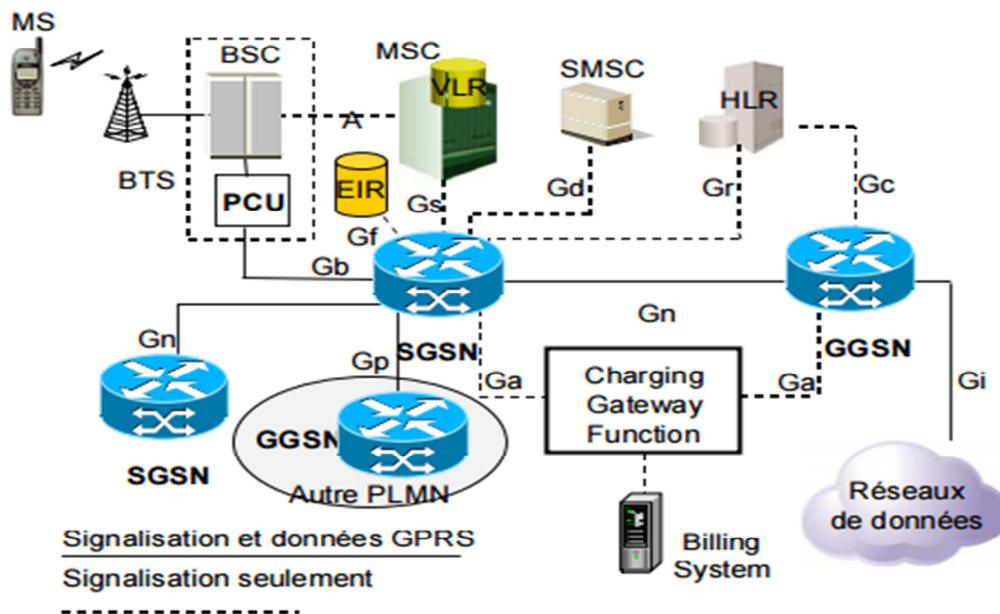 MS
BSC
MSC
VLR
SMSC
HLR
A
BTS
PCU
EIR
Gs
Gd
Gr
Gc
Gf
Gb
Gn
Gn
Gp
SGSN
GGSN
Ga
Charging
Gateway
Function
Ga
Gi
SGSN
GGSN
Autre PLMN
Réseaux
de données
Signalisation et données GPRS
Signalisation seulement
Billing
System